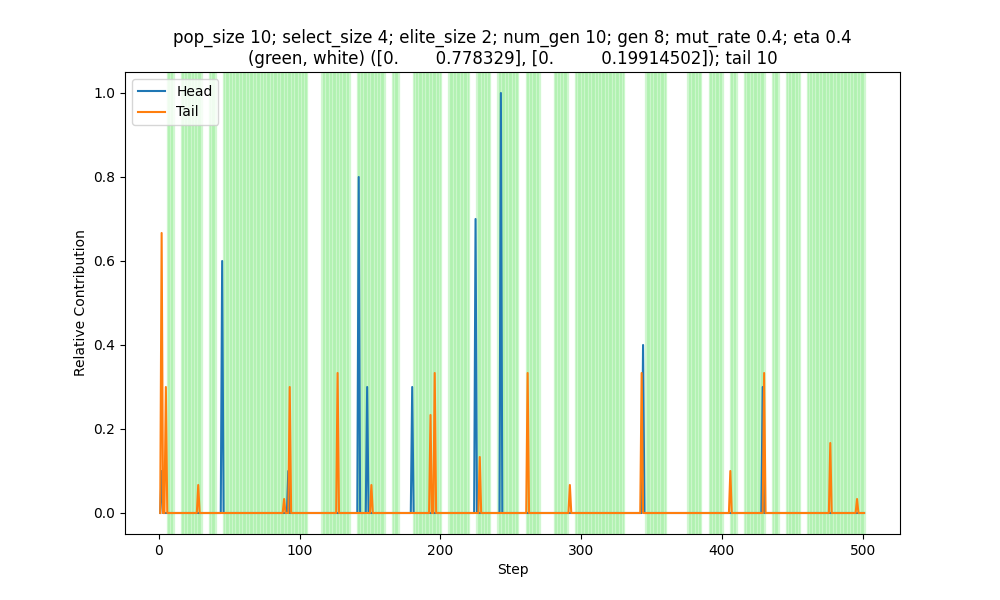 pop_size 10; select_size 4; elite_size 2; num_gen 10; gen 8; mut_rate 0.4; eta 0.4
(green, white) ([0. 0.778329], [0. 0.19914502]); tail 10
Head
Tail
1.0
0.8
0.6
0.4
0.2
0.0
Relative Contribution
0 100 200 300 400 500
Step